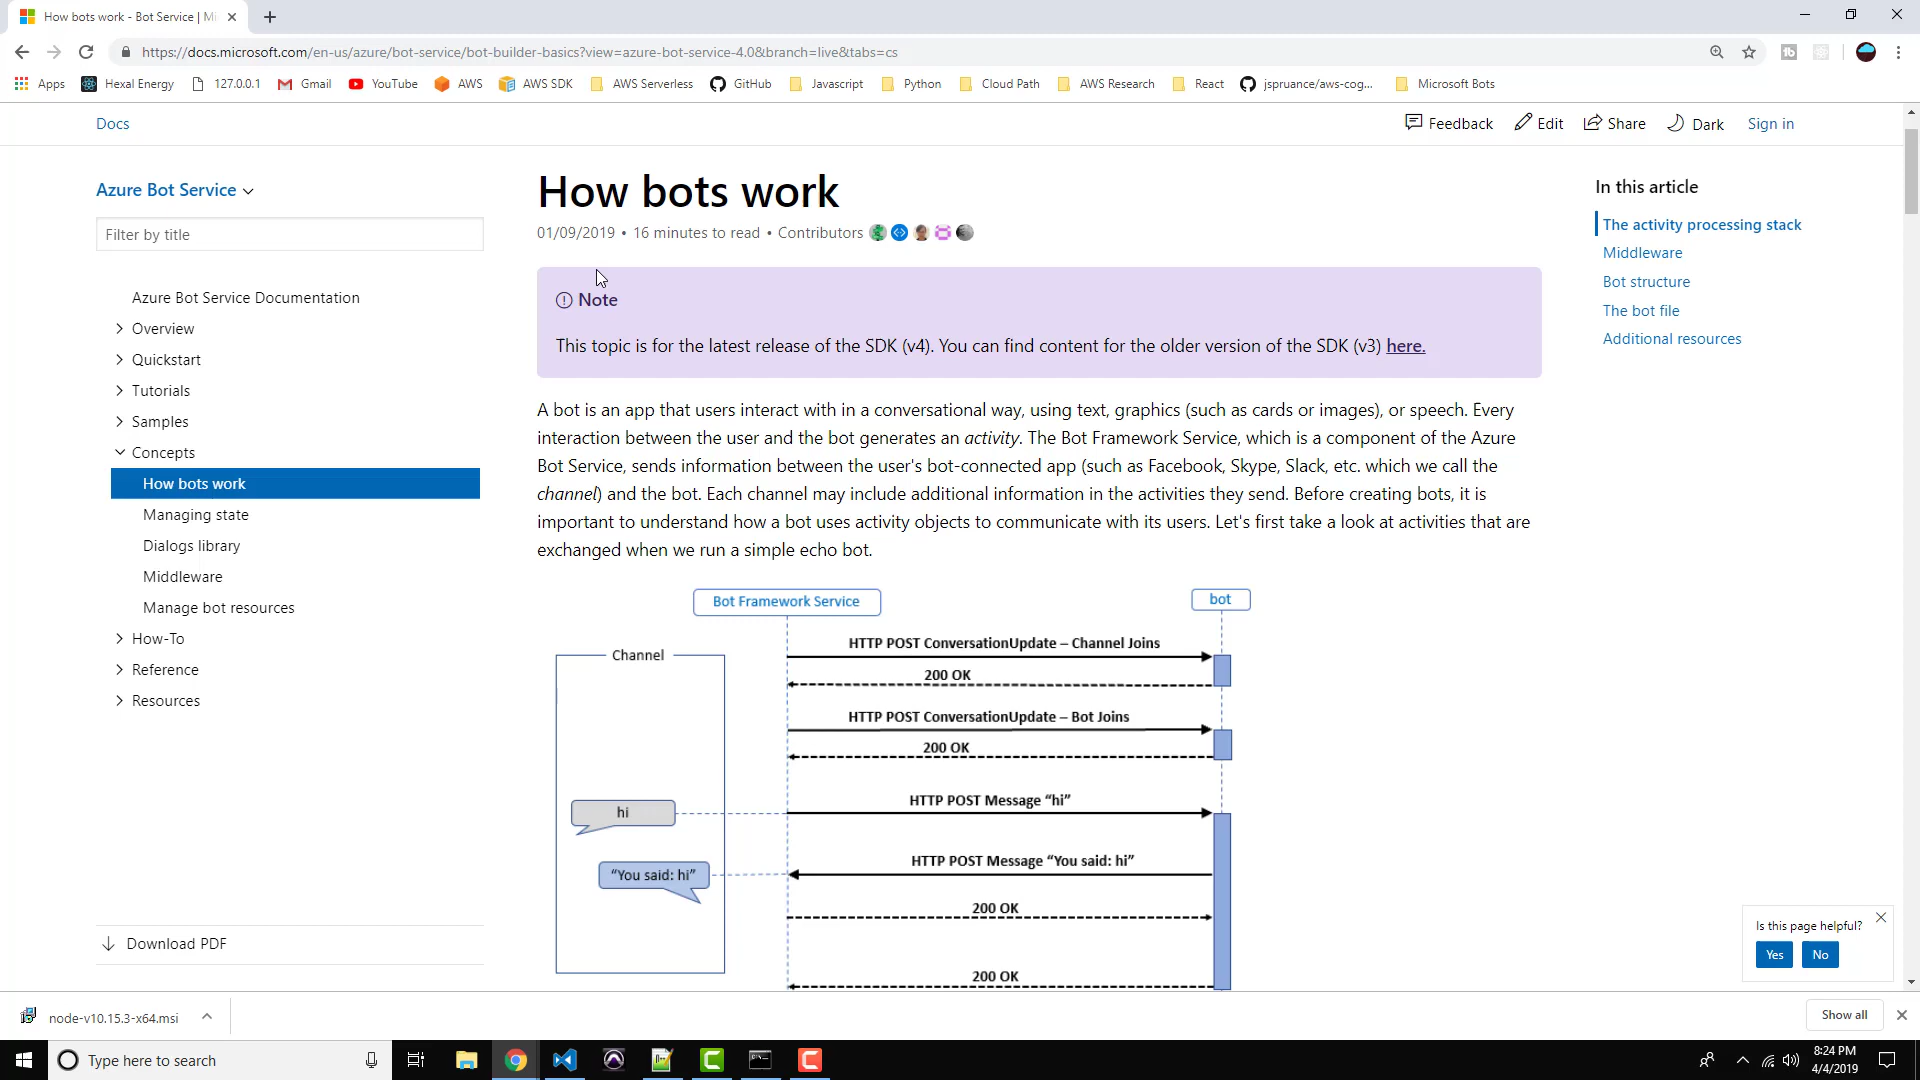 How bots work - Bot Service | Mi
https://docs.microsoft.com/en-us/azure/bot-service/bot-builder-basics?view=azure-bot-service-4.0&branch=live&tabs=cs
Apps
Hexal Energy
127.0.0.1
Gmail
YouTube
AWS
AWS SDK
AWS Serverless
GitHub
Javascript
Python
Cloud Path
AWS Research
React
jspruance/aws-cog...
Microsoft Bots
Docs
Feedback
Edit
Share
Dark
Sign in
Azure Bot Service
Filter by title
Azure Bot Service Documentation
Overview
Quickstart
Tutorials
Samples
Concepts
How bots work
Managing state
Dialogs library
Middleware
Manage bot resources
How-To
Reference
Resources
Download PDF
How bots work
01/09/2019 • 16 minutes to read • Contributors
Note
This topic is for the latest release of the SDK (v4). You can find content for the older version of the SDK (v3) here.
A bot is an app that users interact with in a conversational way, using text, graphics (such as cards or images), or speech. Every
interaction between the user and the bot generates an activity. The Bot Framework Service, which is a component of the Azure
Bot Service, sends information between the user's bot-connected app (such as Facebook, Skype, Slack, etc. which we call the
channel) and the bot. Each channel may include additional information in the activities they send. Before creating bots, it is
important to understand how a bot uses activity objects to communicate with its users. Let's first take a look at activities that are
exchanged when we run a simple echo bot.
Bot Framework Service
bot
Channel
HTTP POST ConversationUpdate – Channel Joins
200 OK
HTTP POST ConversationUpdate – Bot Joins
200 OK
hi
HTTP POST Message “hi”
“You said: hi”
HTTP POST Message “You said: hi”
200 OK
200 OK
In this article
The activity processing stack
Middleware
Bot structure
The bot file
Additional resources
Is this page helpful?
Yes
No
node-v10.15.3-x64.msi
Show all
Type here to search
8:24 PM
4/4/2019